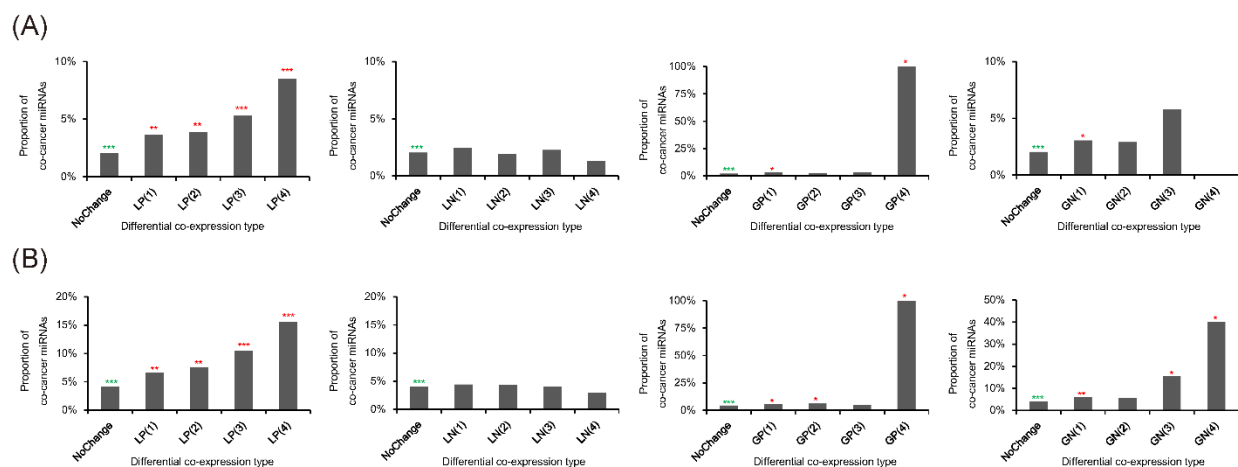 (A)
Proportion of
co-cancer miRNAs
10%
5%
0%
***
**
**
***
***
NoChange
LP(1)
LP(2)
LP(3)
LP(4)
Differential co-expression type
Proportion of
co-cancer miRNAs
10%
5%
0%
***
NoChange
LN(1)
LN(2)
LN(3)
LN(4)
Differential co-expression type
Proportion of
co-cancer miRNAs
100%
75%
50%
25%
0%
***
*
*
NoChange
GP(1)
GP(2)
GP(3)
GP(4)
Differential co-expression type
Proportion of
co-cancer miRNAs
10%
5%
0%
***
*
NoChange
GN(1)
GN(2)
GN(3)
GN(4)
Differential co-expression type
(B)
Proportion of
co-cancer miRNAs
20%
15%
10%
5%
0%
***
**
**
***
***
NoChange
LP(1)
LP(2)
LP(3)
LP(4)
Differential co-expression type
Proportion of
co-cancer miRNAs
20%
15%
10%
5%
0%
***
NoChange
LN(1)
LN(2)
LN(3)
LN(4)
Differential co-expression type
Proportion of
co-cancer miRNAs
100%
75%
50%
25%
0%
***
*
*
*
NoChange
GP(1)
GP(2)
GP(3)
GP(4)
Differential co-expression type
Proportion of
co-cancer miRNAs
50%
40%
30%
20%
10%
0%
***
**
*
*
NoChange
GN(1)
GN(2)
GN(3)
GN(4)
Differential co-expression type